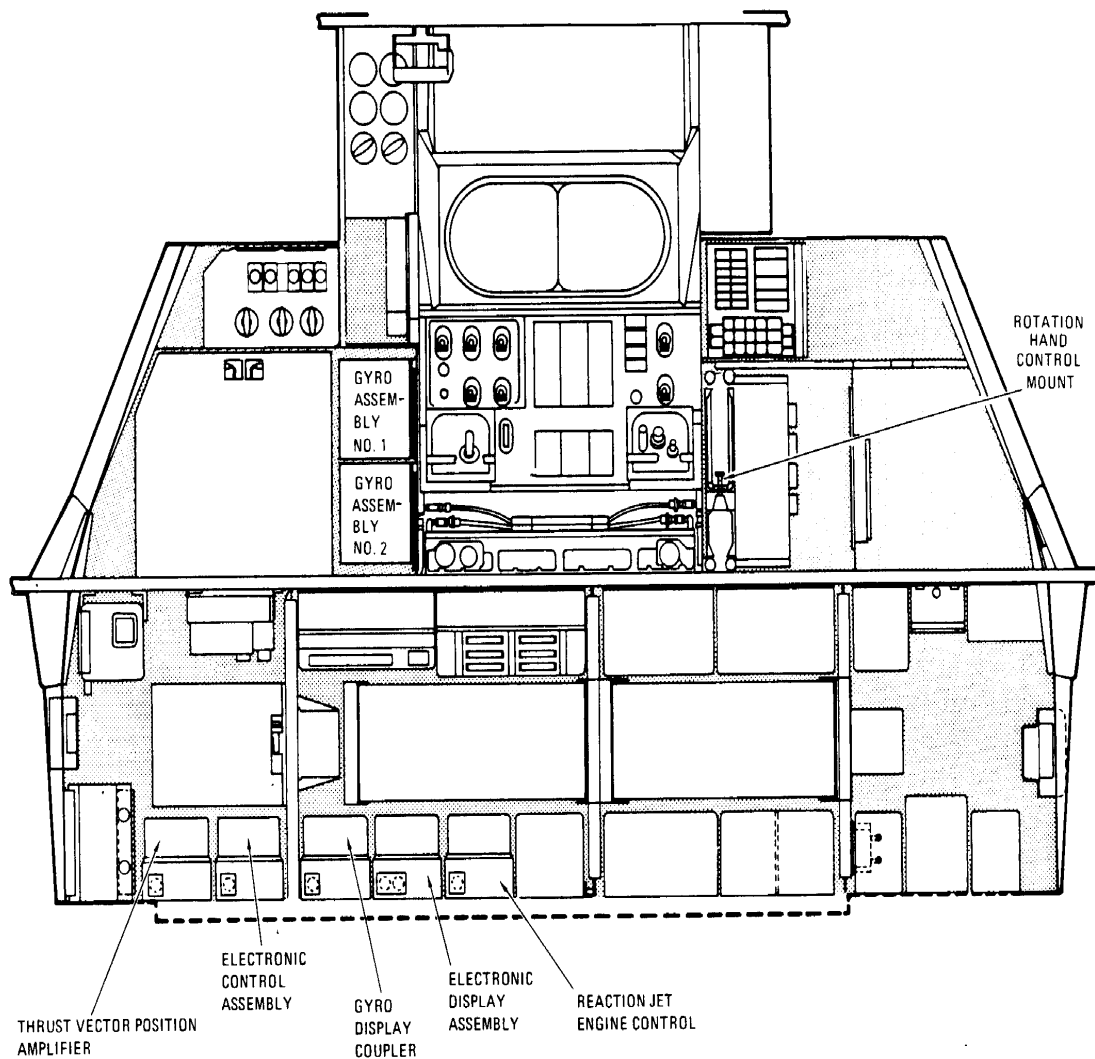 ROTATION
HAND
CONTROL
MOUNT
GYRO
ASSEM-
BLY
NO. 1
GYRO
ASSEM-
BLY
NO. 2
THRUST VECTOR POSITION
AMPLIFIER
ELECTRONIC
CONTROL
ASSEMBLY
GYRO
DISPLAY
COUPLER
ELECTRONIC
DISPLAY
ASSEMBLY
REACTION JET
ENGINE CONTROL